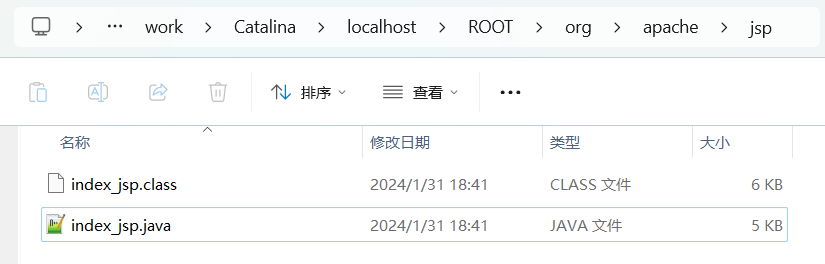 ··· work Catalina localhost ROOT org apache jsp
排序 查看 ···
名称 修改日期 类型 大小
index_jsp.class 2024/1/31 18:41 CLASS 文件 6 KB
index_jsp.java 2024/1/31 18:41 JAVA 文件 5 KB